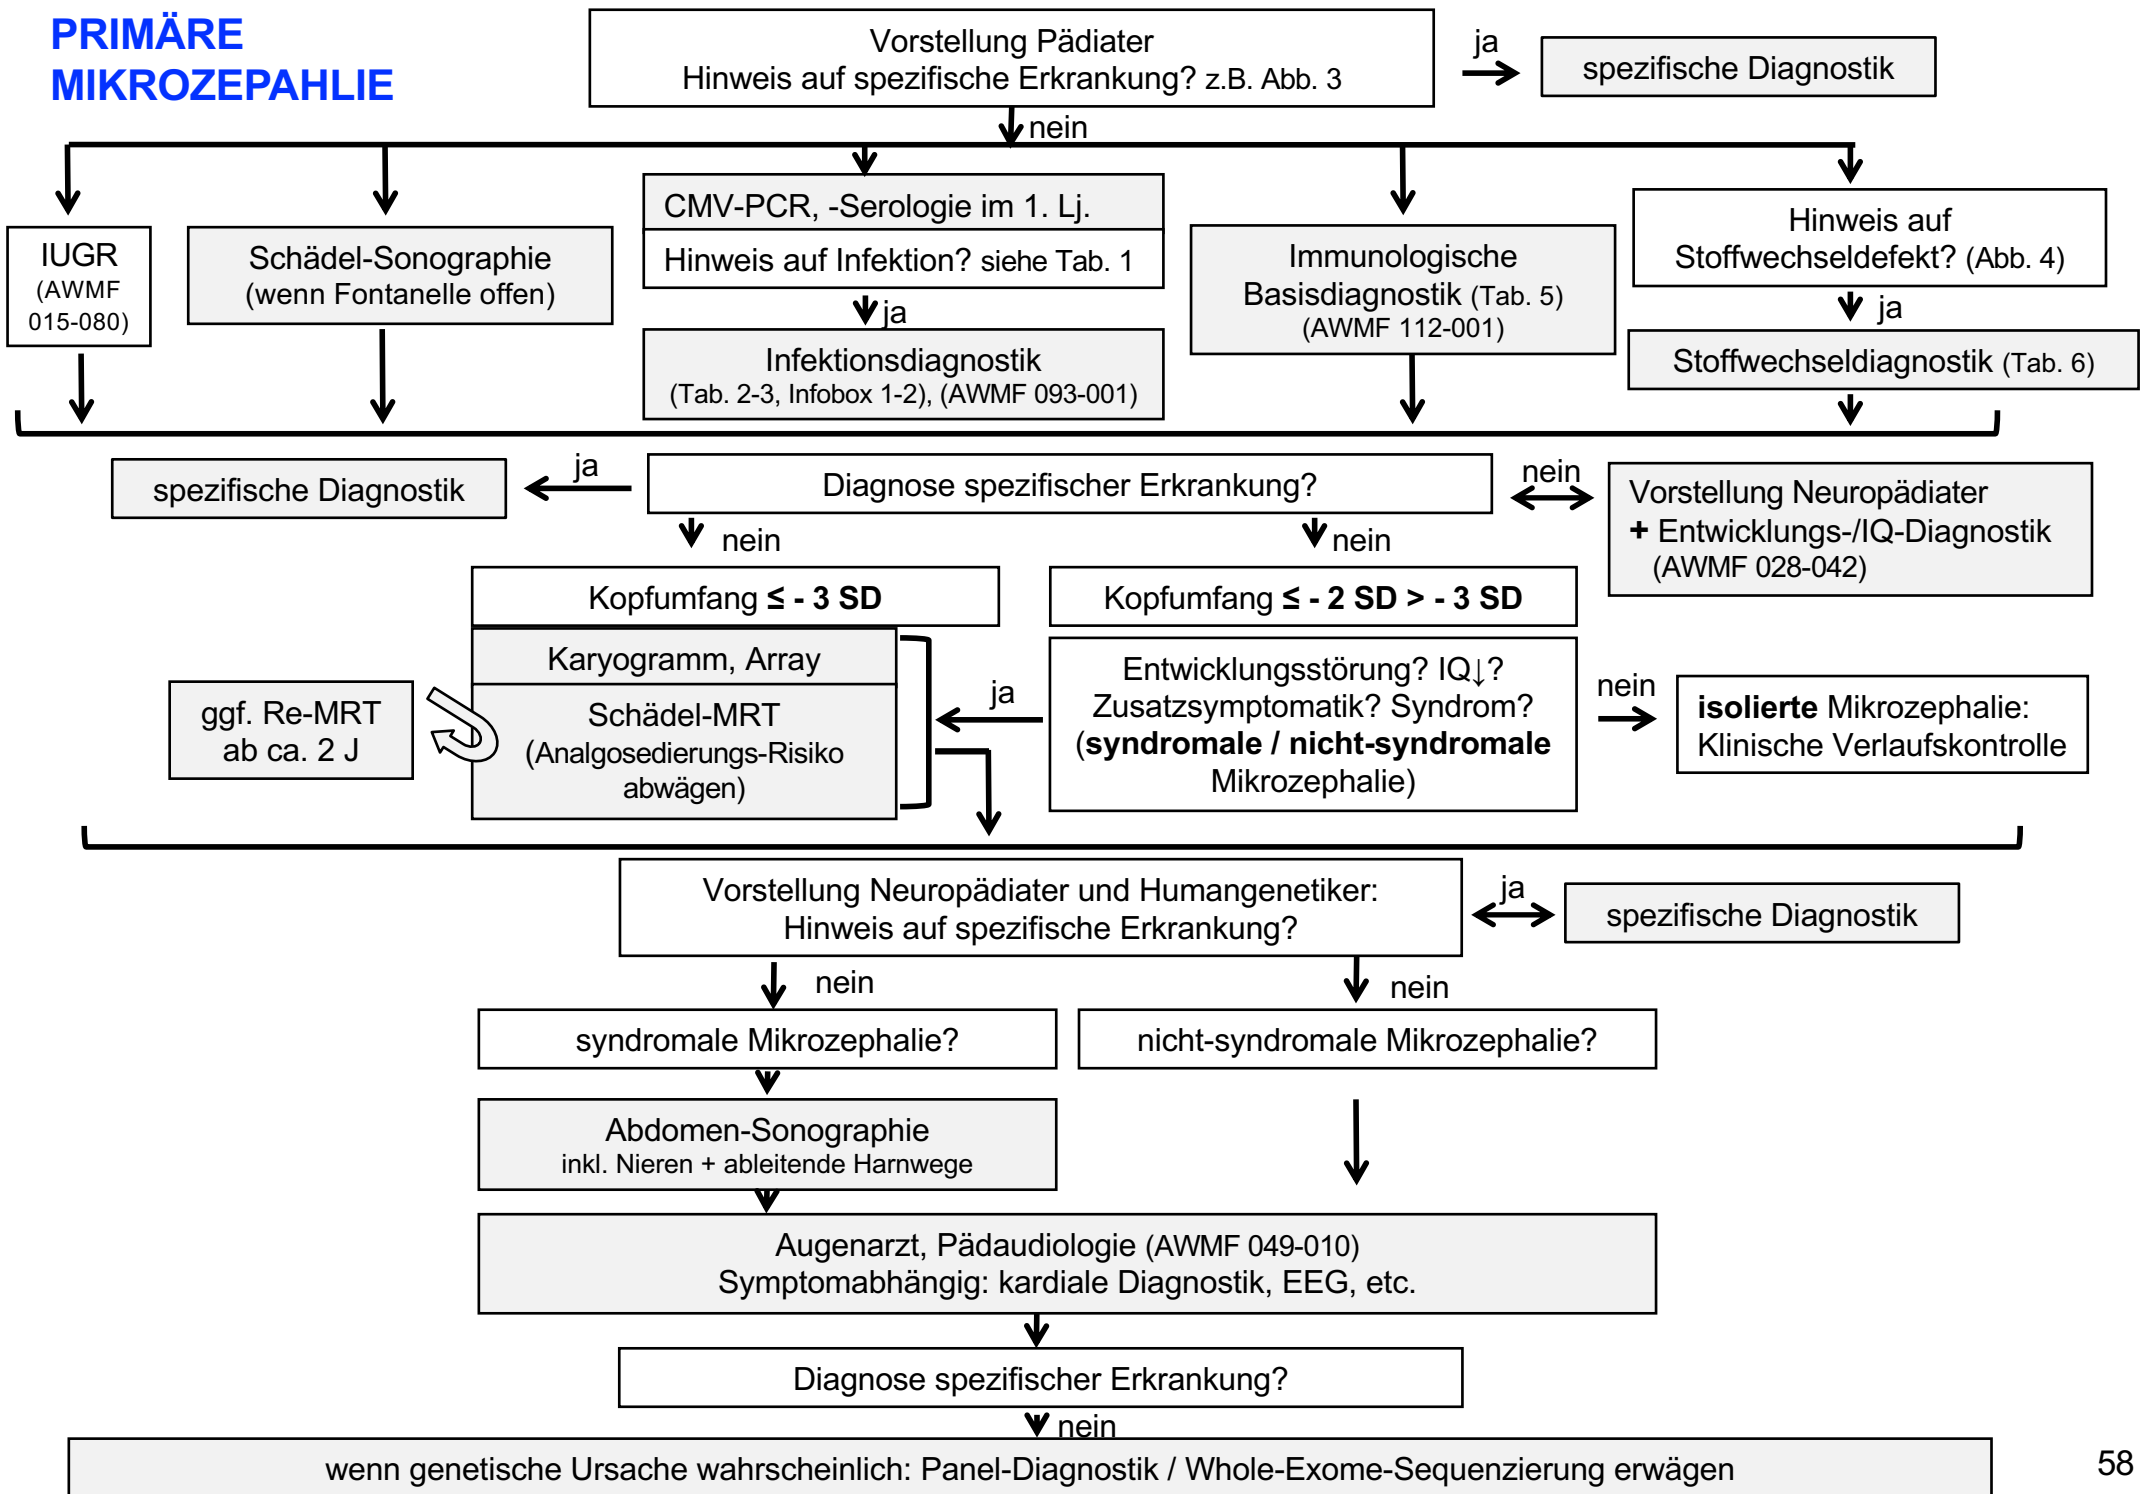 PRIMÄRE
MIKROZEPAHLIE
Vorstellung Pädiater
Hinweis auf spezifische Erkrankung? z.B. Abb. 3
ja
spezifische Diagnostik
nein
IUGR
(AWMF
015-080)
Schädel-Sonographie
(wenn Fontanelle offen)
CMV-PCR, -Serologie im 1. Lj.
Hinweis auf Infektion? siehe Tab. 1
ja
Infektionsdiagnostik
(Tab. 2-3, Infobox 1-2), (AWMF 093-001)
Immunologische
Basisdiagnostik (Tab. 5)
(AWMF 112-001)
Hinweis auf
Stoffwechseldefekt? (Abb. 4)
ja
Stoffwechseldiagnostik (Tab. 6)
spezifische Diagnostik
ja
Diagnose spezifischer Erkrankung?
nein
Vorstellung Neuropädiater
+ Entwicklungs-/IQ-Diagnostik
(AWMF 028-042)
nein
nein
Kopfumfang ≤ - 3 SD
Kopfumfang ≤ - 2 SD > - 3 SD
Karyogramm, Array
Schädel-MRT
(Analgosedierungs-Risiko
abwägen)
ggf. Re-MRT
ab ca. 2 J
ja
Entwicklungsstörung? IQ↓?
Zusatzsymptomatik? Syndrom?
(syndromale / nicht-syndromale
Mikrozephalie)
nein
isolierte Mikrozephalie:
Klinische Verlaufskontrolle
Vorstellung Neuropädiater und Humangenetiker:
Hinweis auf spezifische Erkrankung?
ja
spezifische Diagnostik
nein
nein
syndromale Mikrozephalie?
nicht-syndromale Mikrozephalie?
Abdomen-Sonographie
inkl. Nieren + ableitende Harnwege
Augenarzt, Pädaudiologie (AWMF 049-010)
Symptomabhängig: kardiale Diagnostik, EEG, etc.
Diagnose spezifischer Erkrankung?
nein
wenn genetische Ursache wahrscheinlich: Panel-Diagnostik / Whole-Exome-Sequenzierung erwägen
58